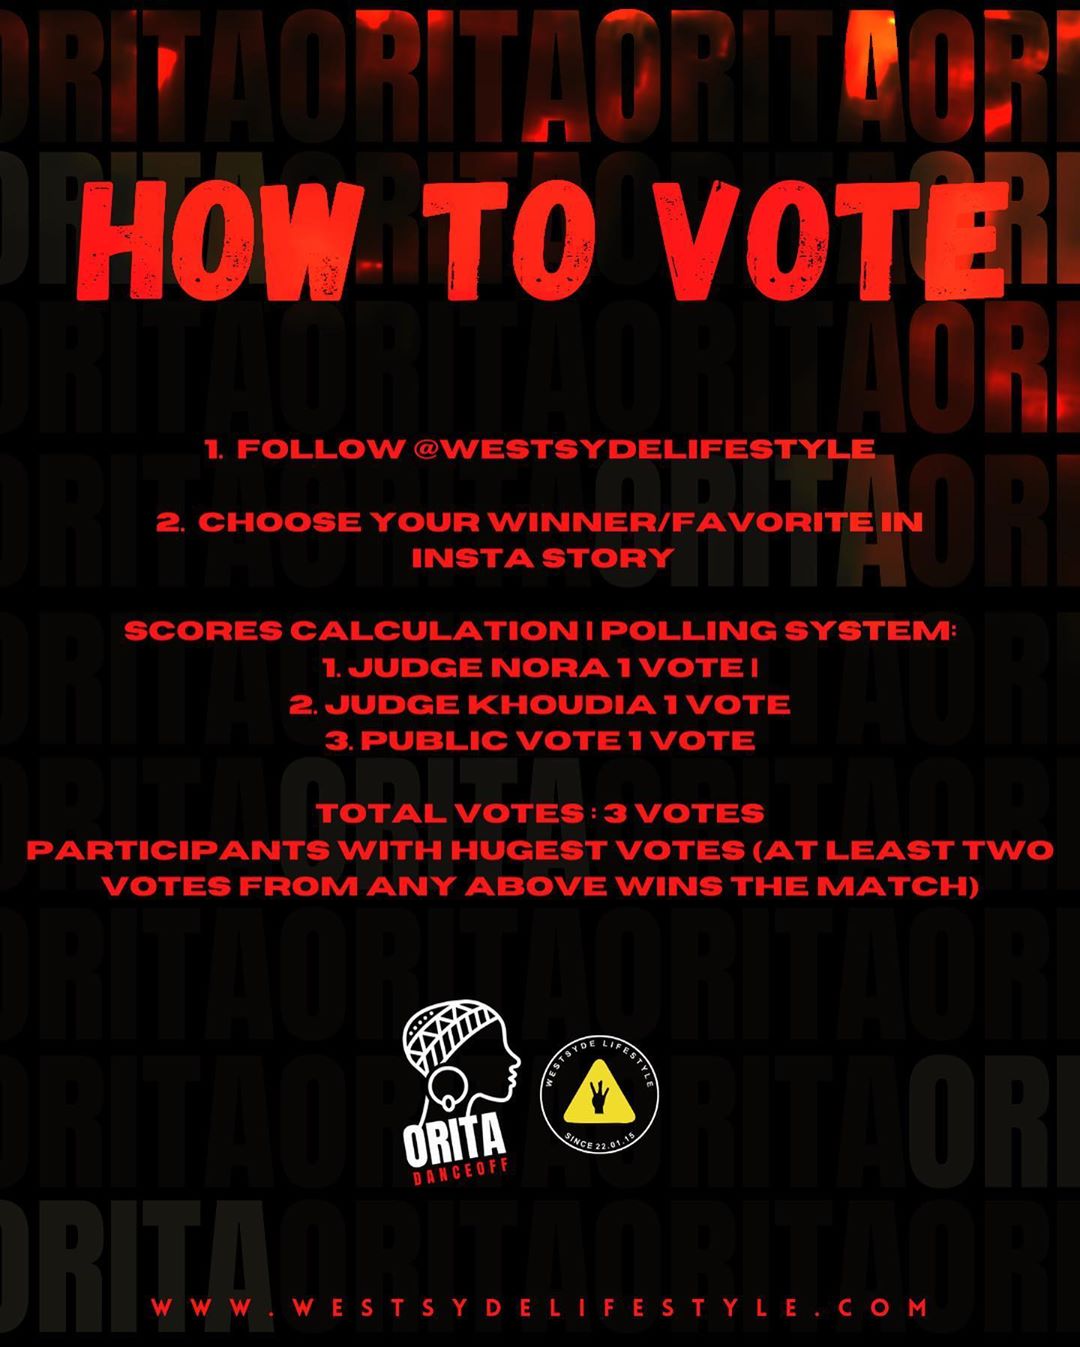 ORITAORITAORITAORI
HOW TO VOTE
1. FOLLOW @WESTSYDELIFESTYLE
2. CHOOSE YOUR WINNER/FAVORITE IN
INSTA STORY
SCORES CALCULATION | POLLING SYSTEM:
1. JUDGE NORA 1 VOTE |
2. JUDGE KHOUDIA 1 VOTE
3. PUBLIC VOTE 1 VOTE
TOTAL VOTES : 3 VOTES
PARTICIPANTS WITH HUGEST VOTES (AT LEAST TWO
VOTES FROM ANY ABOVE WINS THE MATCH)
ORITA
DANCEOFF
WESTSYDE LIFESTYLE
SINCE 22.01.15
WWW.WESTSYDELIFESTYLE.COM